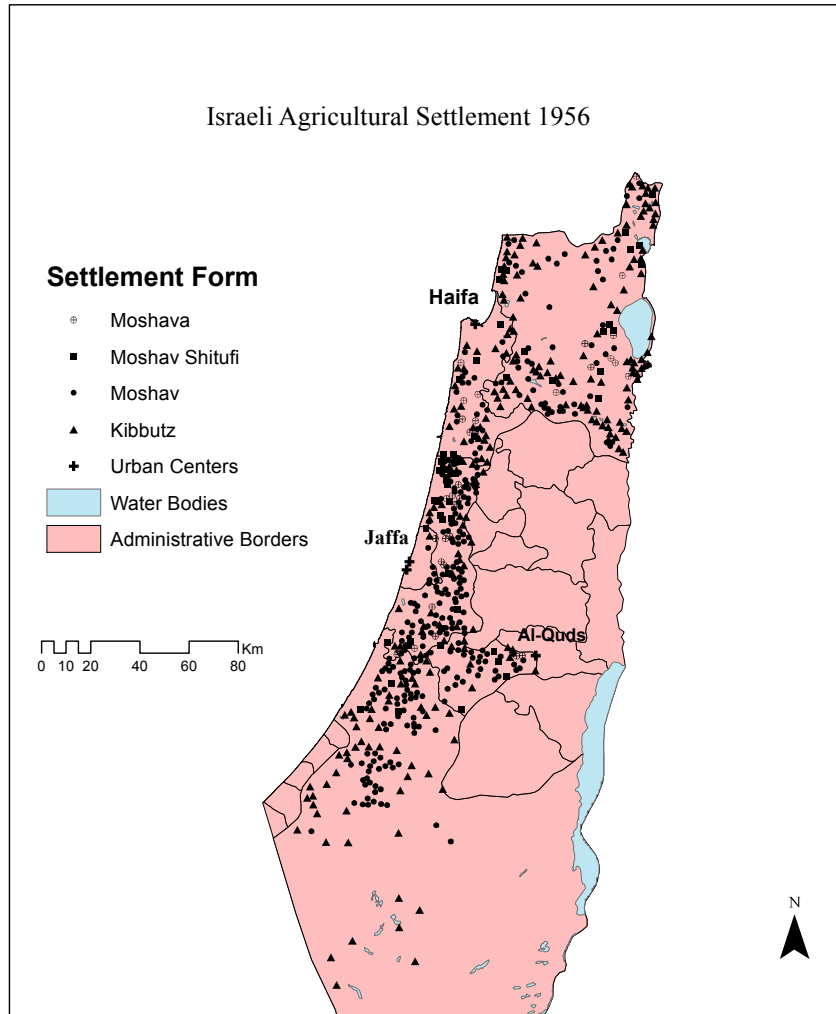 Israeli Agricultural Settlement 1956
Settlement Form
Moshava
Moshav Shitufi
Moshav
Kibbutz
Urban Centers
Water Bodies
Administrative Borders
Haifa
Jaffa
Al-Quds
Km
0 10 20 40 60 80
N